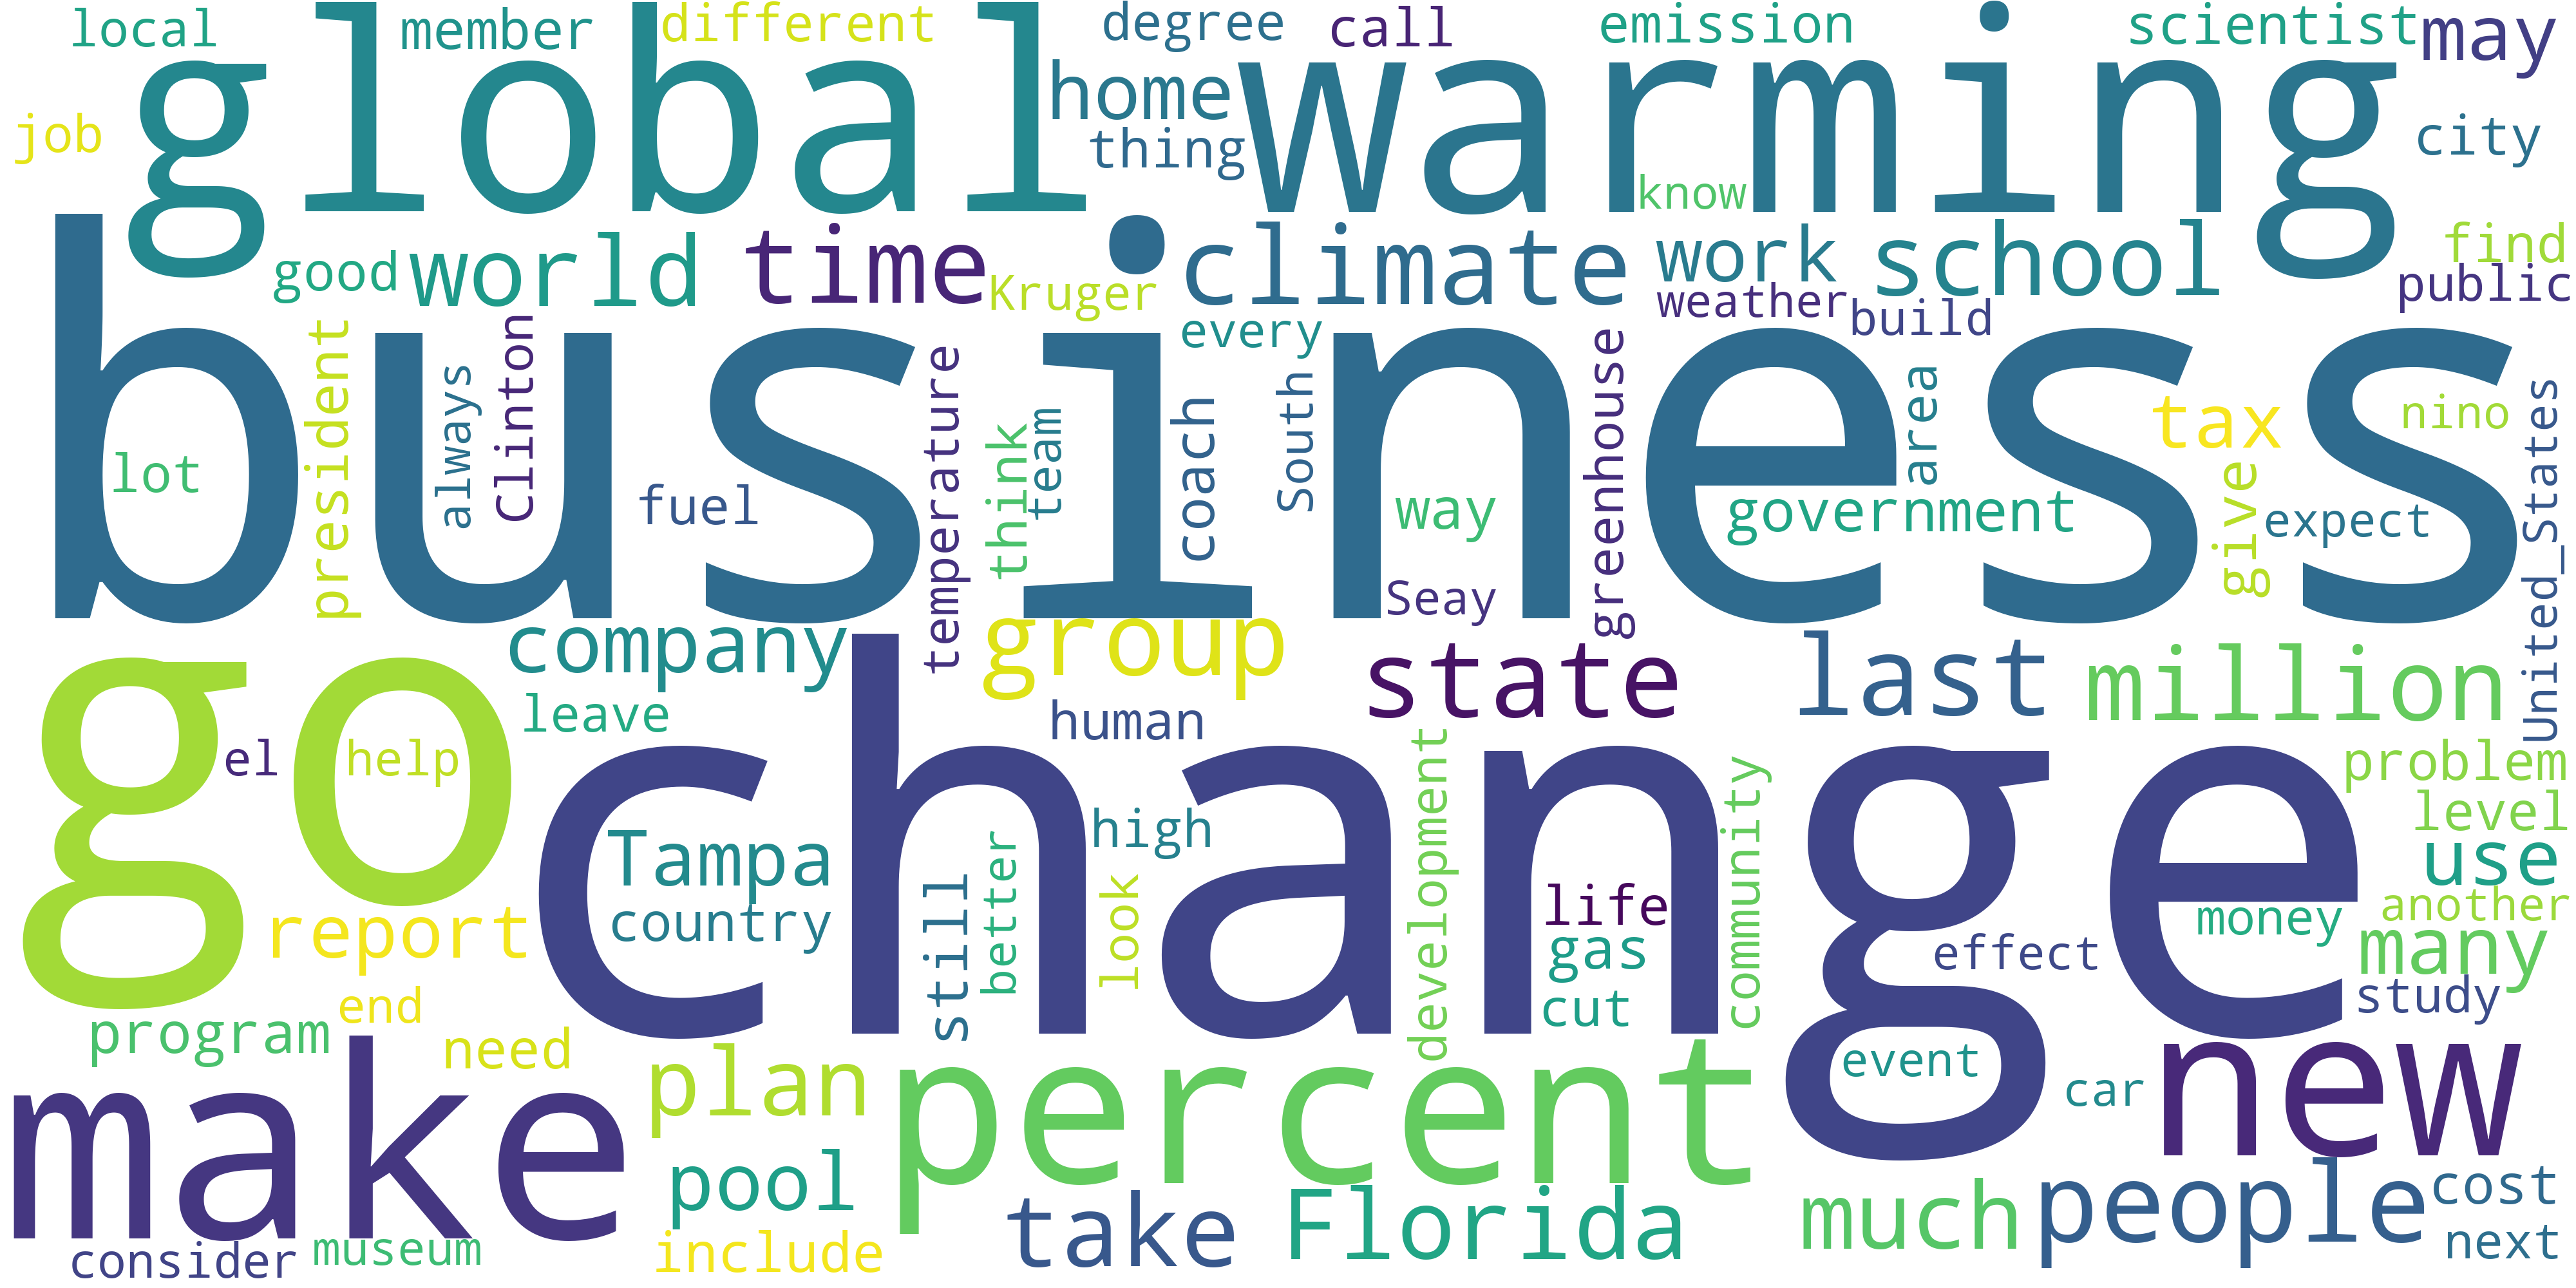 local
member
different
degree
call
emission
scientist
may
job
global
home
warming
city
thing
know
good
world
time
Kruger
climate
work
school
find
weather
build
public
business
every
president
always
Clinton
fuel
temperature
think
team
coach
South
way
Seay
greenhouse
area
government
tax
give
nino
expect
United_States
lot
company
group
state
last
million
leave
human
go
el
help
change
problem
level
Tampa
country
still
better
high
look
development
life
gas
cut
community
effect
money
another
use
many
study
report
end
program
need
make
plan
percent
event
car
new
pool
take
Florida
much
people
cost
next
consider
museum
include